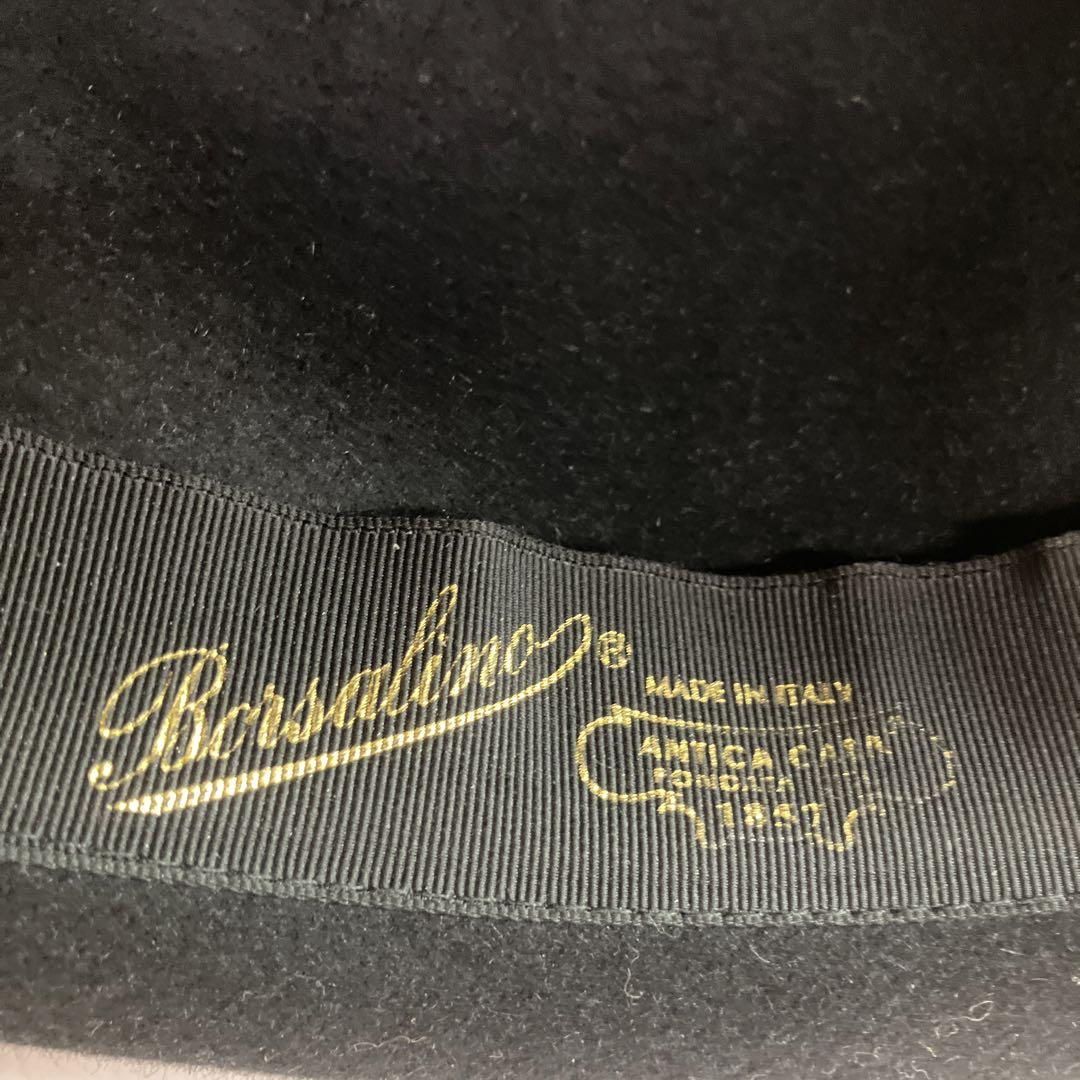 Borsalino®
MADE IN ITALY
ANTICA CASA
FONDATA
1857